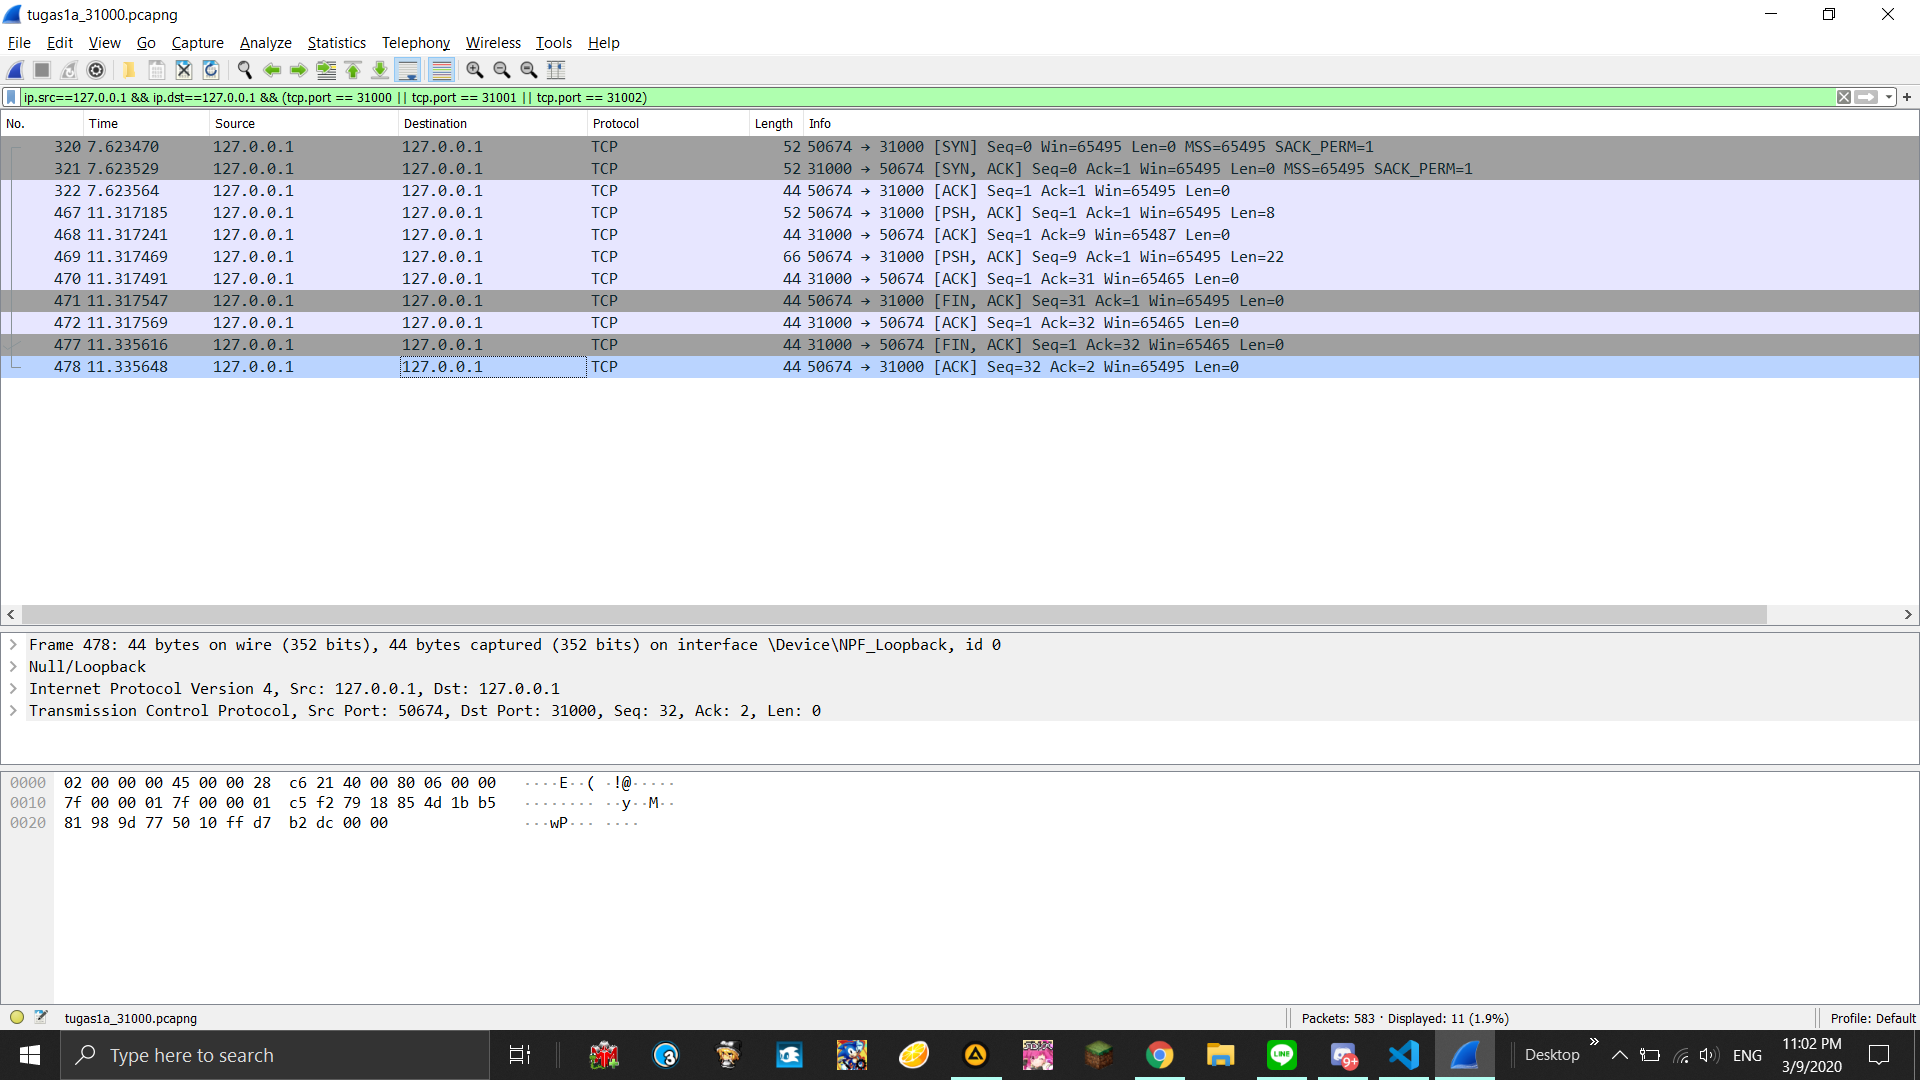 tugas1a_31000.pcapng
File Edit View Go Capture Analyze Statistics Telephony Wireless Tools Help
ip.src==127.0.0.1 && ip.dst==127.0.0.1 && (tcp.port == 31000 || tcp.port == 31001 || tcp.port == 31002)
No. Time Source Destination Protocol Length Info
320 7.623470 127.0.0.1 127.0.0.1 TCP 52 50674 → 31000 [SYN] Seq=0 Win=65495 Len=0 MSS=65495 SACK_PERM=1
321 7.623529 127.0.0.1 127.0.0.1 TCP 52 31000 → 50674 [SYN, ACK] Seq=0 Ack=1 Win=65495 Len=0 MSS=65495 SACK_PERM=1
322 7.623564 127.0.0.1 127.0.0.1 TCP 44 50674 → 31000 [ACK] Seq=1 Ack=1 Win=65495 Len=0
467 11.317185 127.0.0.1 127.0.0.1 TCP 52 50674 → 31000 [PSH, ACK] Seq=1 Ack=1 Win=65495 Len=8
468 11.317241 127.0.0.1 127.0.0.1 TCP 44 31000 → 50674 [ACK] Seq=1 Ack=9 Win=65487 Len=0
469 11.317469 127.0.0.1 127.0.0.1 TCP 66 50674 → 31000 [PSH, ACK] Seq=9 Ack=1 Win=65495 Len=22
470 11.317491 127.0.0.1 127.0.0.1 TCP 44 31000 → 50674 [ACK] Seq=1 Ack=31 Win=65465 Len=0
471 11.317547 127.0.0.1 127.0.0.1 TCP 44 50674 → 31000 [FIN, ACK] Seq=31 Ack=1 Win=65495 Len=0
472 11.317569 127.0.0.1 127.0.0.1 TCP 44 31000 → 50674 [ACK] Seq=1 Ack=32 Win=65465 Len=0
477 11.335616 127.0.0.1 127.0.0.1 TCP 44 31000 → 50674 [FIN, ACK] Seq=1 Ack=32 Win=65465 Len=0
478 11.335648 127.0.0.1 127.0.0.1 TCP 44 50674 → 31000 [ACK] Seq=32 Ack=2 Win=65495 Len=0
Frame 478: 44 bytes on wire (352 bits), 44 bytes captured (352 bits) on interface \Device\NPF_Loopback, id 0
Null/Loopback
Internet Protocol Version 4, Src: 127.0.0.1, Dst: 127.0.0.1
Transmission Control Protocol, Src Port: 50674, Dst Port: 31000, Seq: 32, Ack: 2, Len: 0
0000 02 00 00 00 45 00 00 28 c6 21 40 00 80 06 00 00 ····E··( ·!@·····
0010 7f 00 00 01 7f 00 00 01 c5 f2 79 18 85 4d 1b b5 ········ ··y··M··
0020 81 98 9d 77 50 10 ff d7 b2 dc 00 00 ···wP··· ····
tugas1a_31000.pcapng Packets: 583 · Displayed: 11 (1.9%) Profile: Default
Type here to search LINE 9+ Desktop » ENG 11:02 PM
3/9/2020